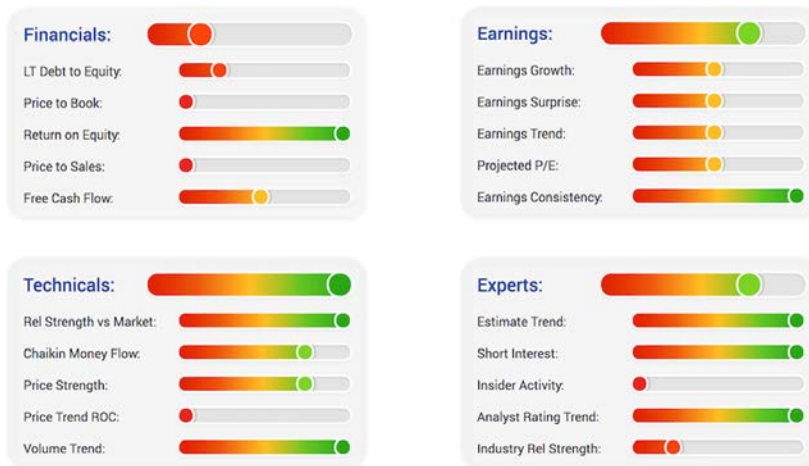 Financials:
LT Debt to Equity:
Price to Book:
Return on Equity:
Price to Sales:
Free Cash Flow:
Earnings:
Earnings Growth:
Earnings Surprise:
Earnings Trend:
Projected P/E:
Earnings Consistency:
Technicals:
Rel Strength vs Market:
Chaikin Money Flow:
Price Strength:
Price Trend ROC:
Volume Trend:
Experts:
Estimate Trend:
Short Interest:
Insider Activity:
Analyst Rating Trend:
Industry Rel Strength: